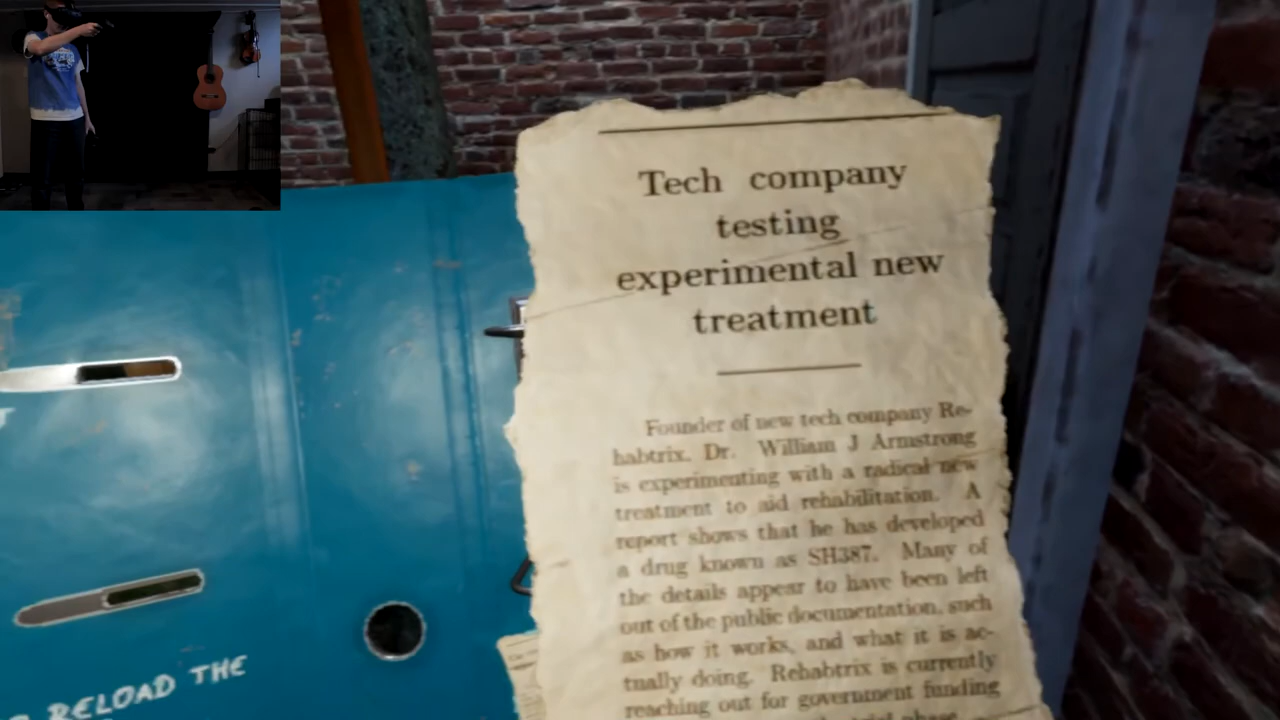 Tech company
testing
experimental new
treatment
Founder of new tech company Re-
habtrix, Dr. William J Armstrong
is experimenting with a radical new
treatment to aid rehabilitation. A
report shows that he has developed
a drug known as SH387. Many of
the details appear to have been left
out of the public documentation, such
as how it works, and what it is ac-
tually doing. Rehabtrix is currently
reaching out for government funding
phase.
RELOAD THE